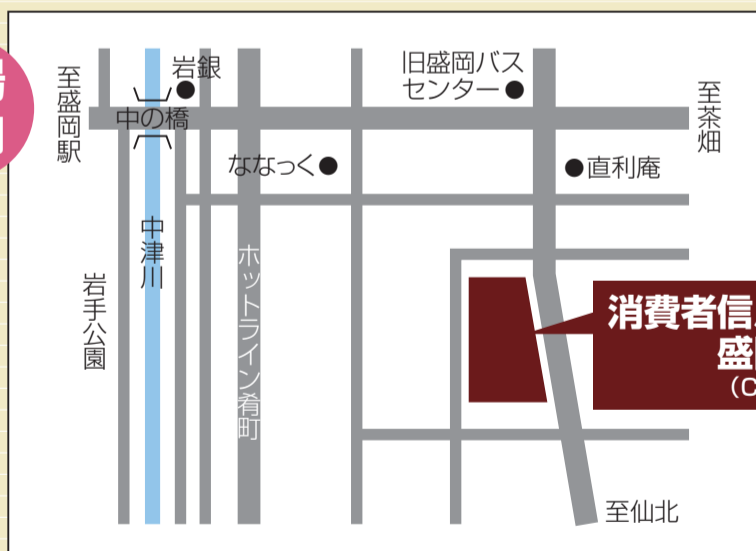 至盛岡駅
岩銀
中の橋
旧盛岡バス
センター
至茶畑
ななっく
直利庵
中津川
岩手公園
ホットライン肴町
消費者信
盛
(C
至仙北